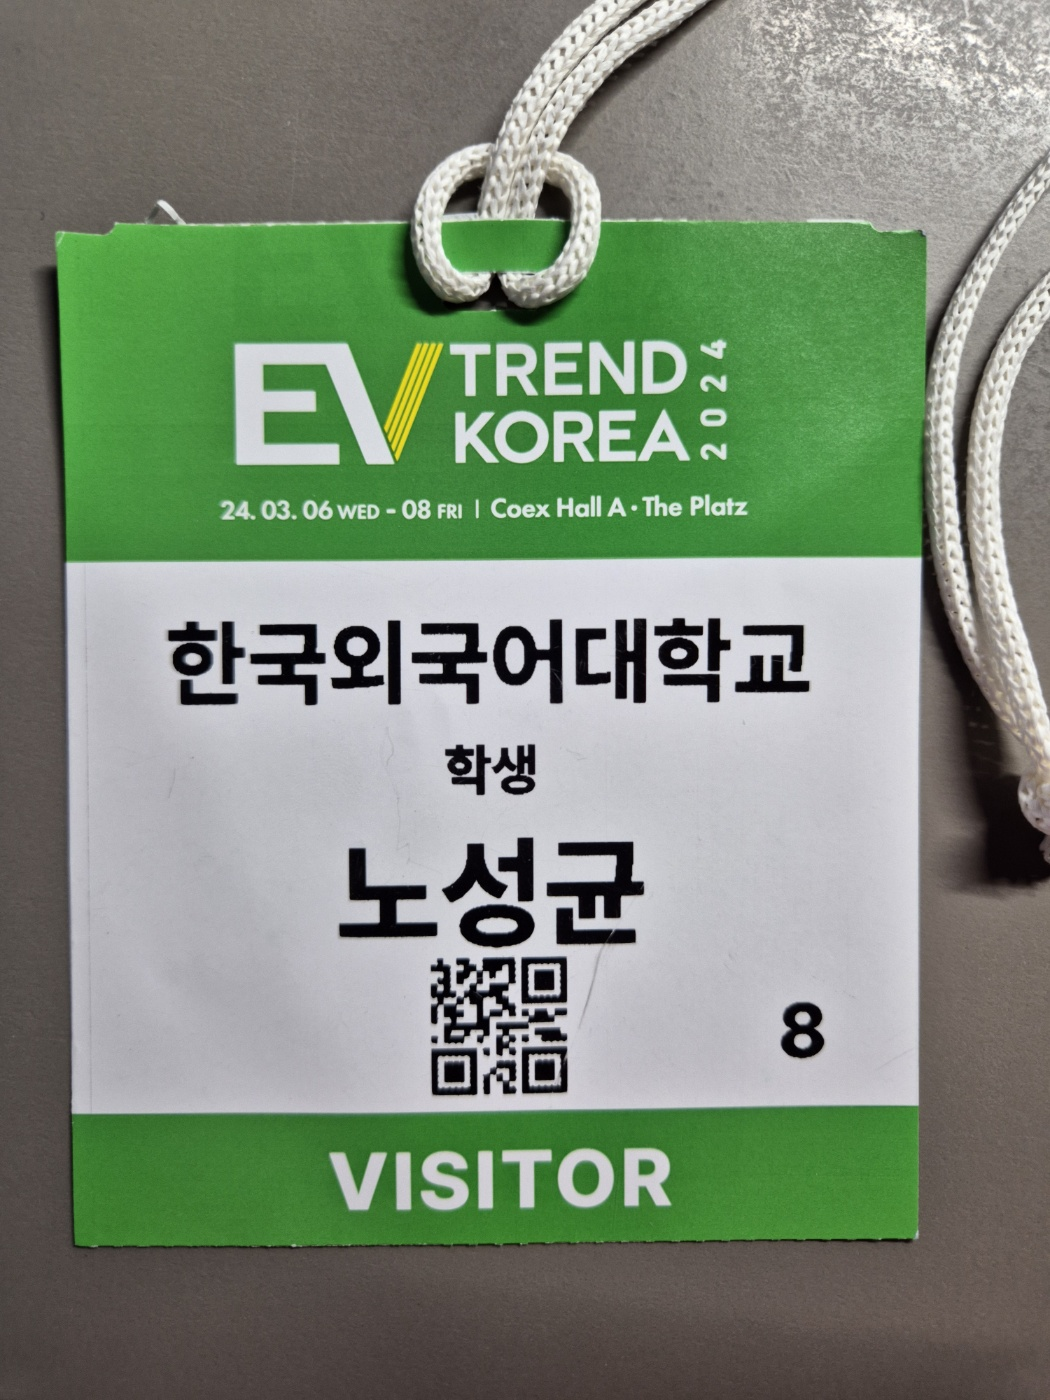 EV TREND KOREA 2024
24. 03. 06 WED - 08 FRI | Coex Hall A · The Platz
한국외국어대학교
학생
노성균
8
VISITOR